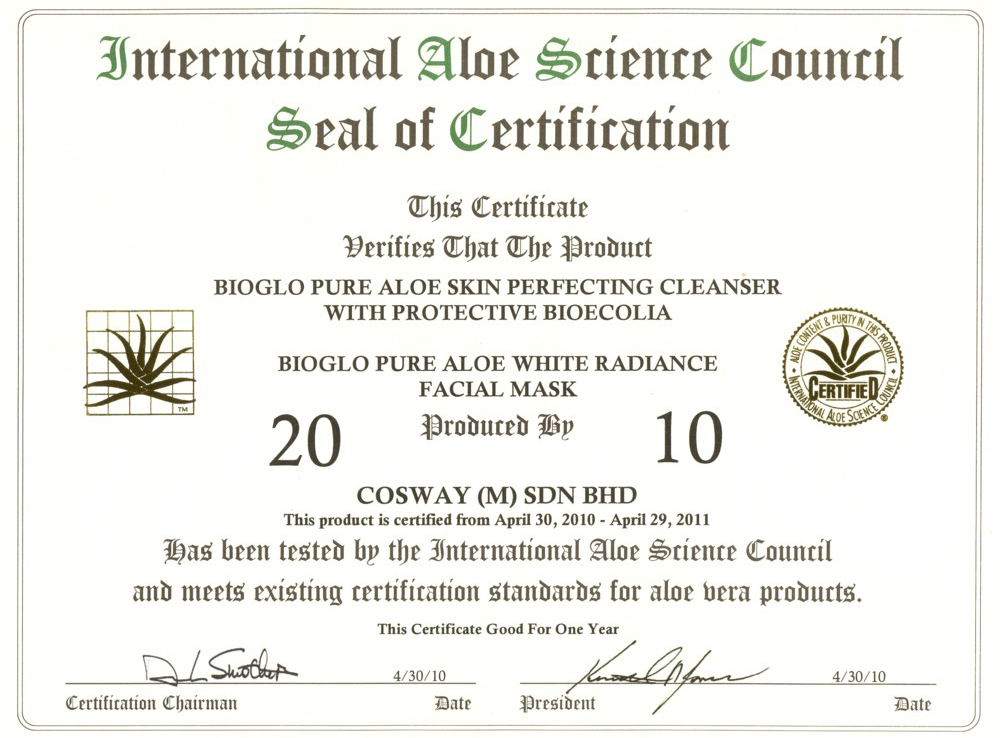 International Aloe Science Council
Seal of Certification
This Certificate
Verifies That The Product
BIOGLO PURE ALOE SKIN PERFECTING CLEANSER
WITH PROTECTIVE BIOECOLIA
BIOGLO PURE ALOE WHITE RADIANCE
FACIAL MASK
TM
ALOE CONTENT & PURITY IN THIS PRODUCT
CERTIFIED
INTERNATIONAL ALOE SCIENCE COUNCIL
®
20 Produced By 10
COSWAY (M) SDN BHD
This product is certified from April 30, 2010 - April 29, 2011
Has been tested by the International Aloe Science Council
and meets existing certification standards for aloe vera products.
This Certificate Good For One Year
4/30/10 4/30/10
Certification Chairman Date President Date